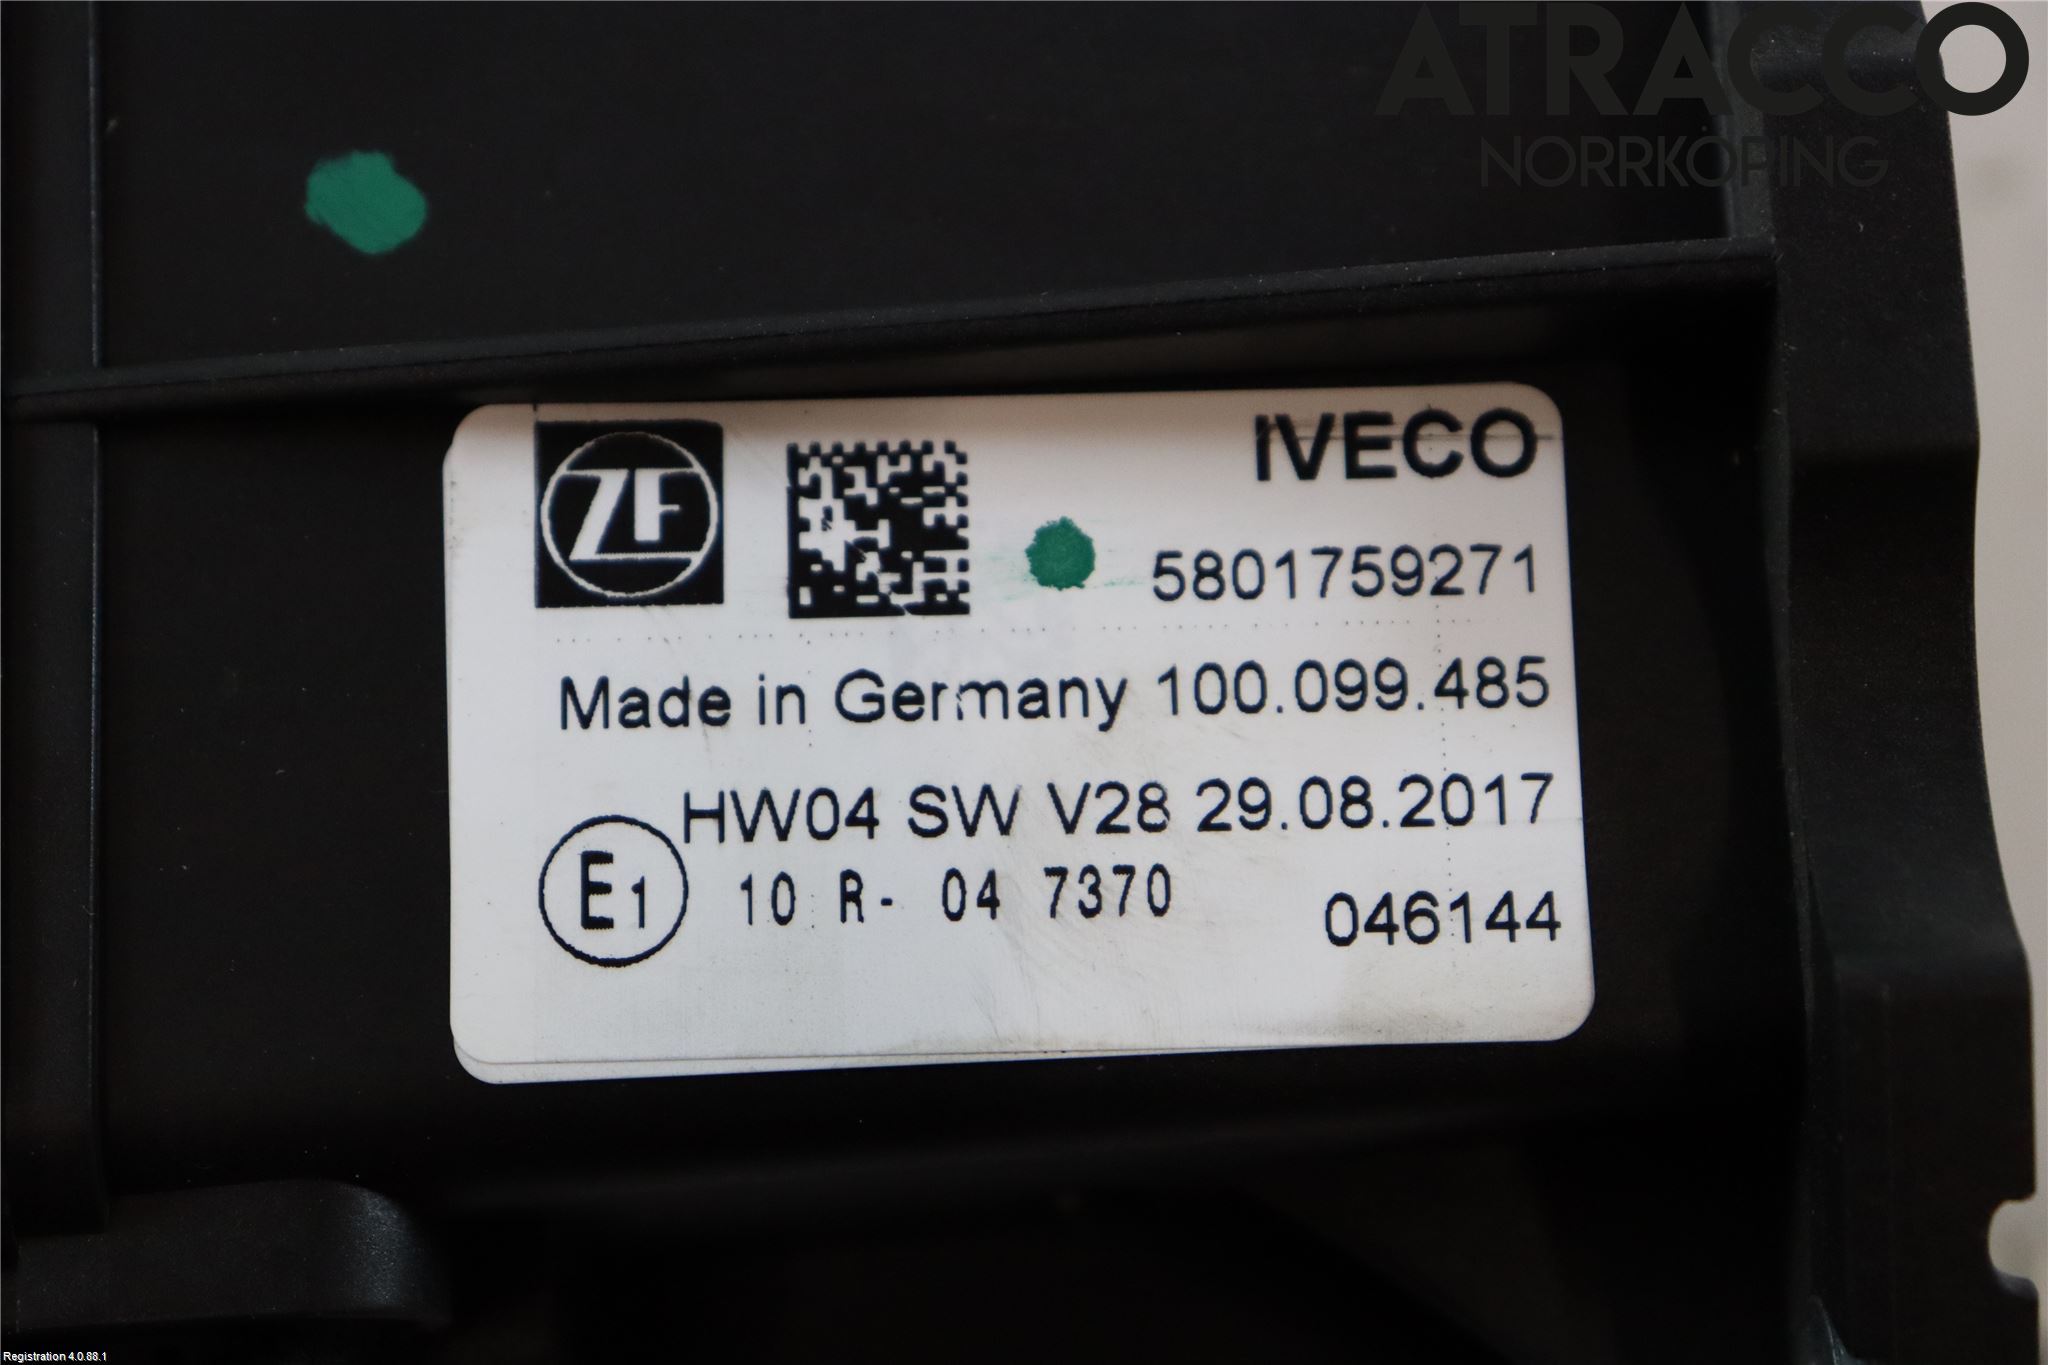 ATRACCO
NORRKÖPING
ZF
IVECO
5801759271
Made in Germany 100.099.485
HW04 SW V28 29.08.2017
E1 10 R- 04 7370
046144
Registration 4.0.88.1